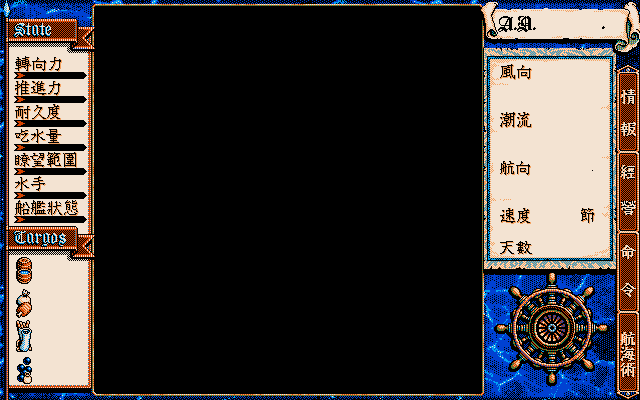 State
轉向力
推進力
耐久度
吃水量
瞭望範圍
水手
船艦狀態
Cargos
A.D.
風向
潮流
航向
速度 節
天數
情報
經營
命令
航海術